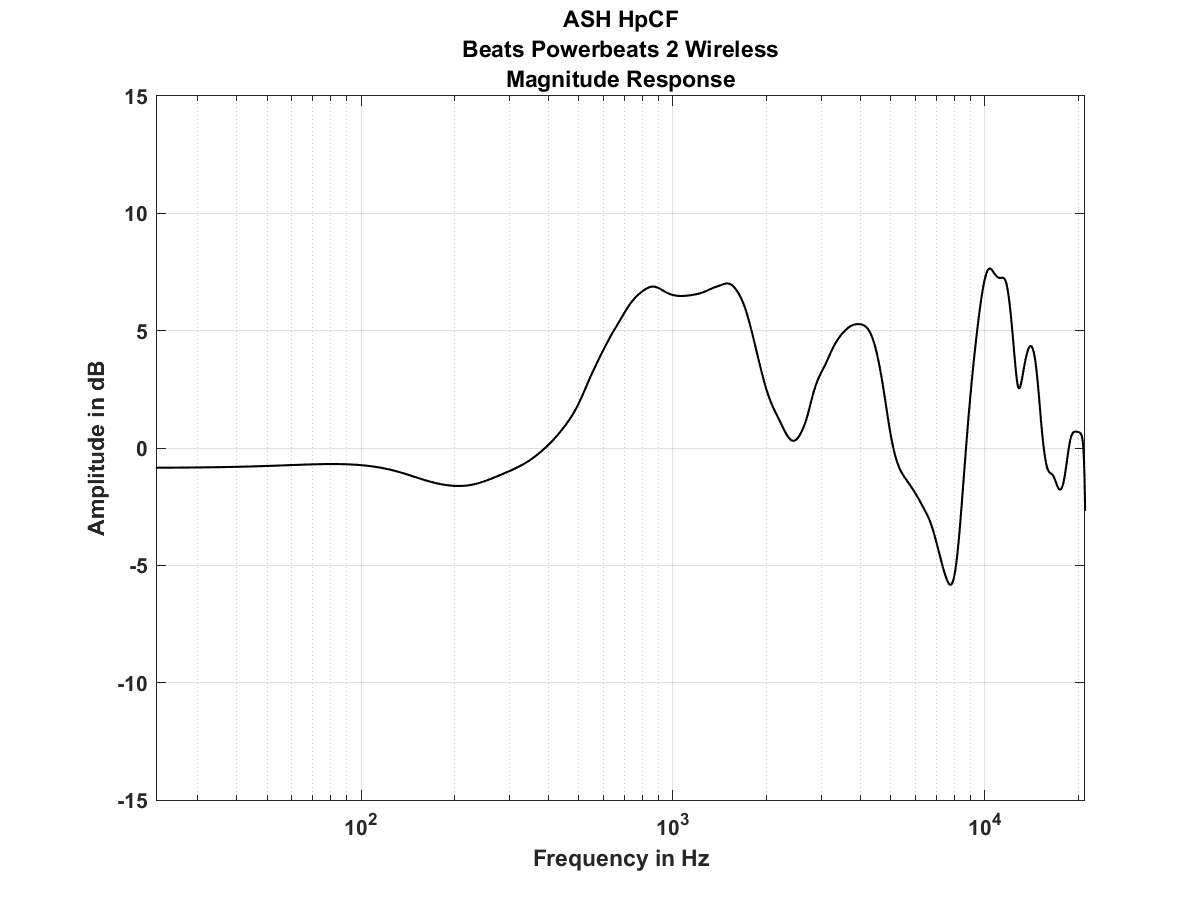 ASH HpCF
Beats Powerbeats 2 Wireless
Magnitude Response
15
10
5
0
-5
-10
-15
Amplitude in dB
10² 10³ 10⁴
Frequency in Hz